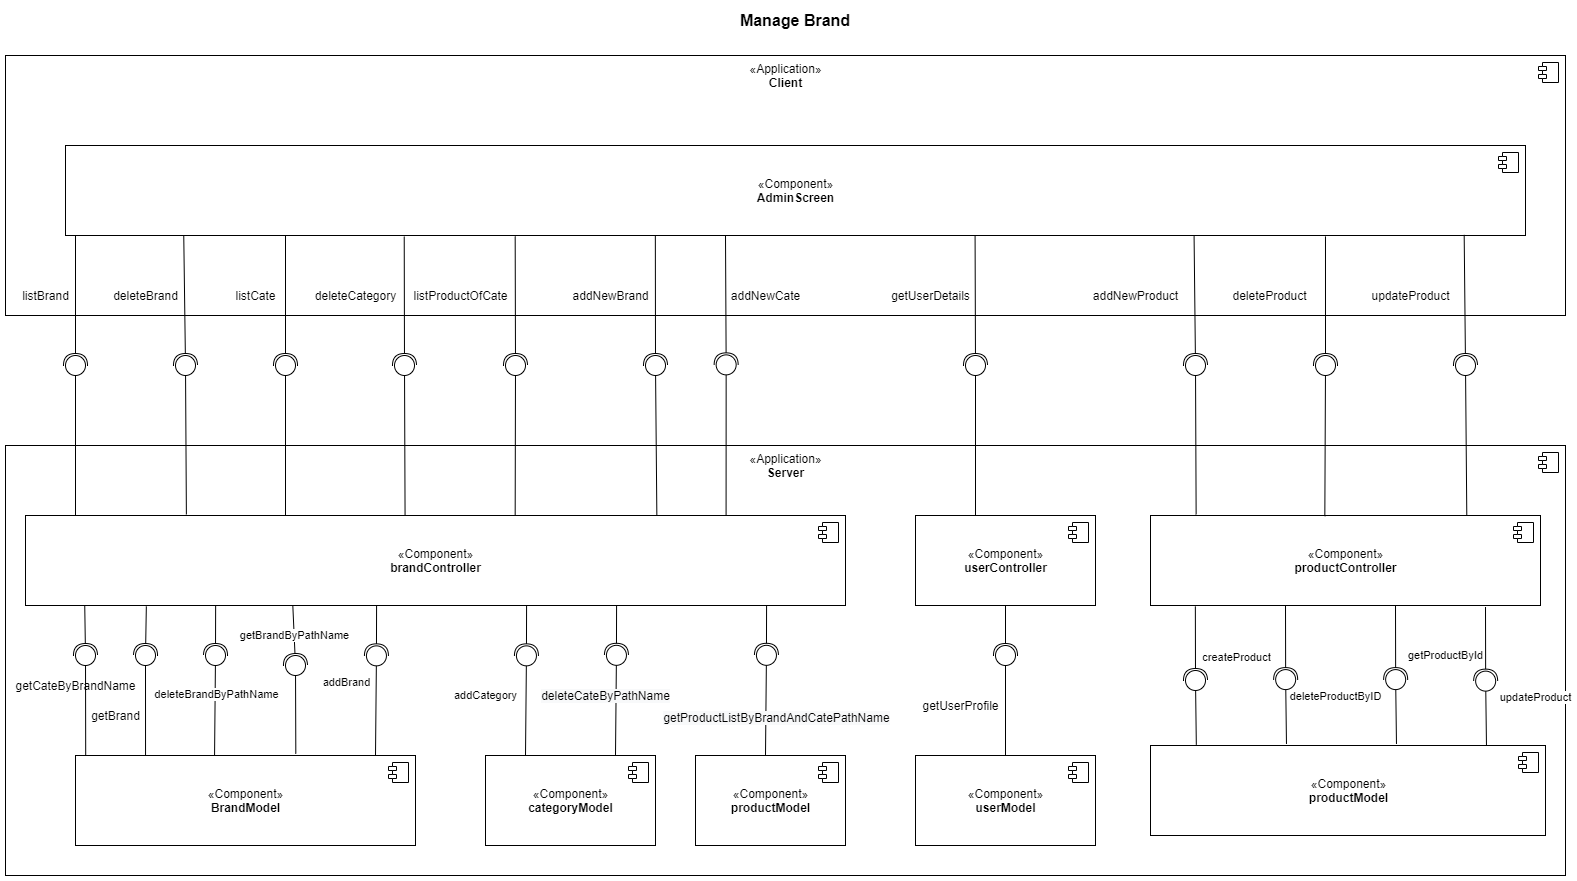 Manage Brand
«Application»
Client
«Component»
AdminScreen
listBrand
deleteBrand
listCate
deleteCategory
listProductOfCate
addNewBrand
addNewCate
getUserDetails
addNewProduct
deleteProduct
updateProduct
«Application»
Server
«Component»
brandController
«Component»
userController
«Component»
productController
getCateByBrandName
getBrand
deleteBrandByPathName
getBrandByPathName
addBrand
addCategory
deleteCateByPathName
getProductListByBrandAndCatePathName
getUserProfile
createProduct
deleteProductByID
getProductById
updateProduct
«Component»
BrandModel
«Component»
categoryModel
«Component»
productModel
«Component»
userModel
«Component»
productModel